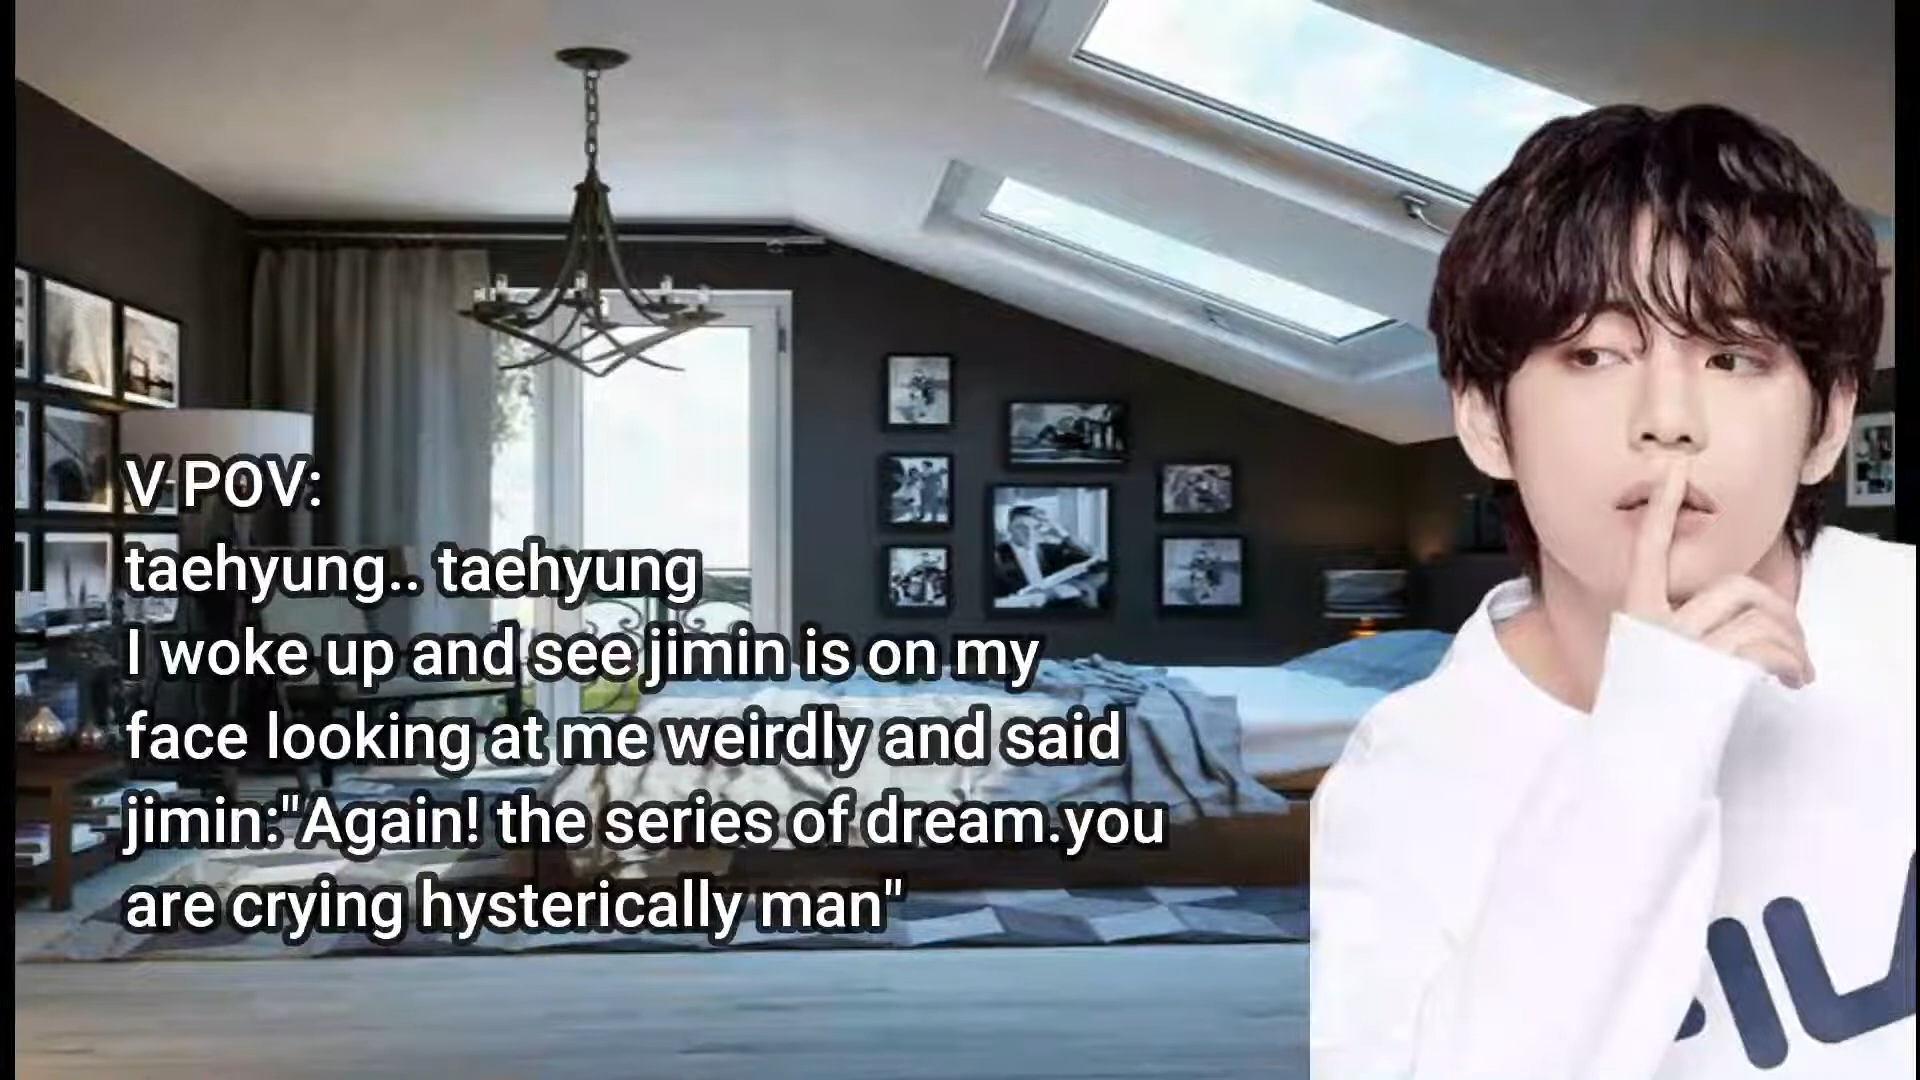 V POV:
taehyung.. taehyung
I woke up and see jimin is on my
face looking at me weirdly and said
jimin:"Again! the series of dream.you
are crying hysterically man"